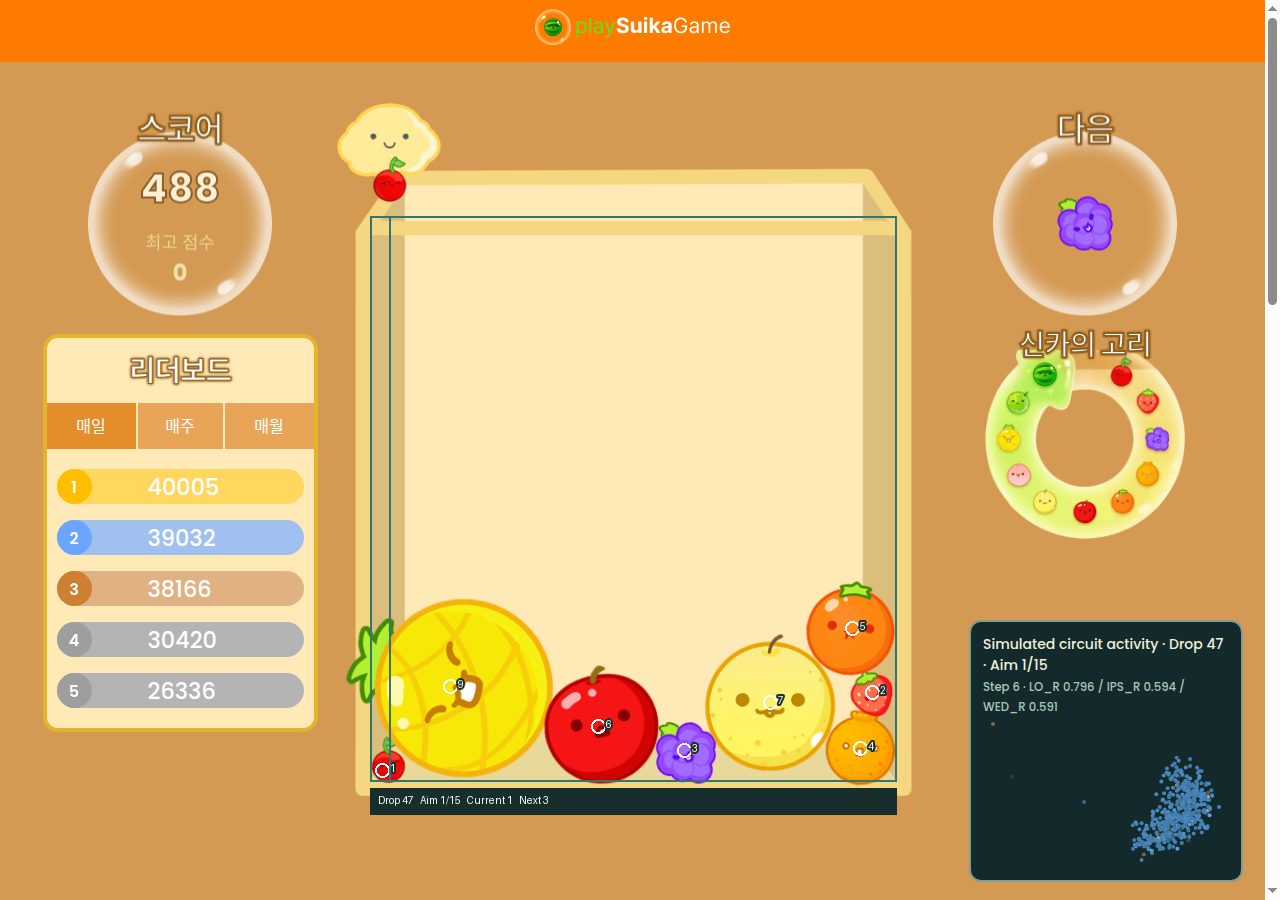 playSuikaGame
스코어
488
최고 점수
0
다음
리더보드
매일 매주 매월
1 40005
2 39032
3 38166
4 30420
5 26336
신카의 고리
Simulated circuit activity · Drop 47
· Aim 1/15
Step 6 · LO_R 0.796 / IPS_R 0.594 /
WED_R 0.591
5
9
2
7
6
3
4
1
Drop 47 Aim 1/15 Current 1 Next 3